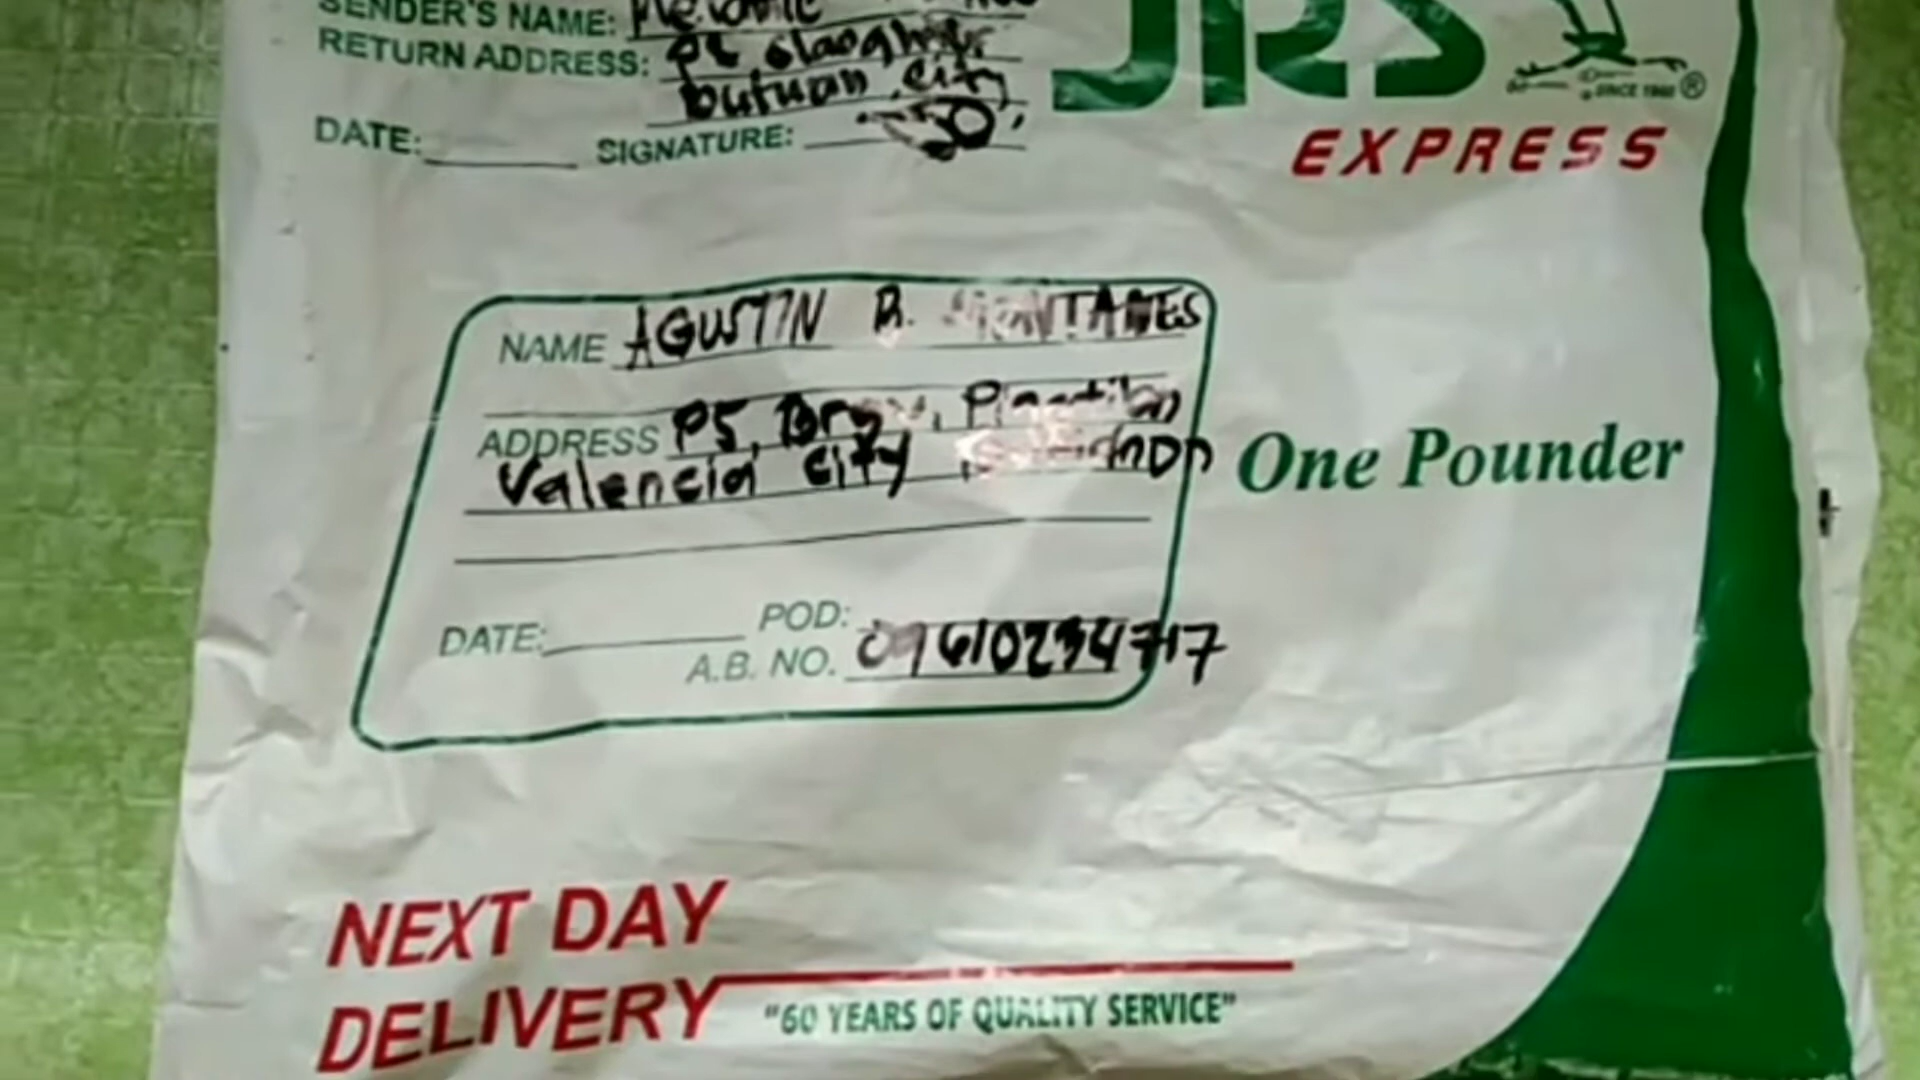 SENDER'S NAME:
RETURN ADDRESS:
butuan city
DATE: SIGNATURE:
JRS
SINCE 1960 ®
EXPRESS
NAME AGUSTIN B. MONTAÑES
ADDRESS P5, Brgy.
Valencia City
One Pounder
DATE: POD:
A.B. NO. 09610234717
NEXT DAY
DELIVERY "60 YEARS OF QUALITY SERVICE"